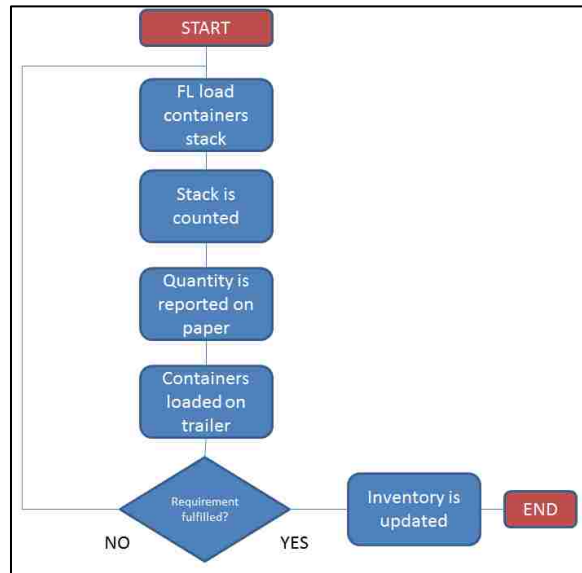 START
FL load
containers
stack
Stack is
counted
Quantity is
reported on
paper
Containers
loaded on
trailer
Requirement
fulfilled?
NO
YES
Inventory is
updated
END